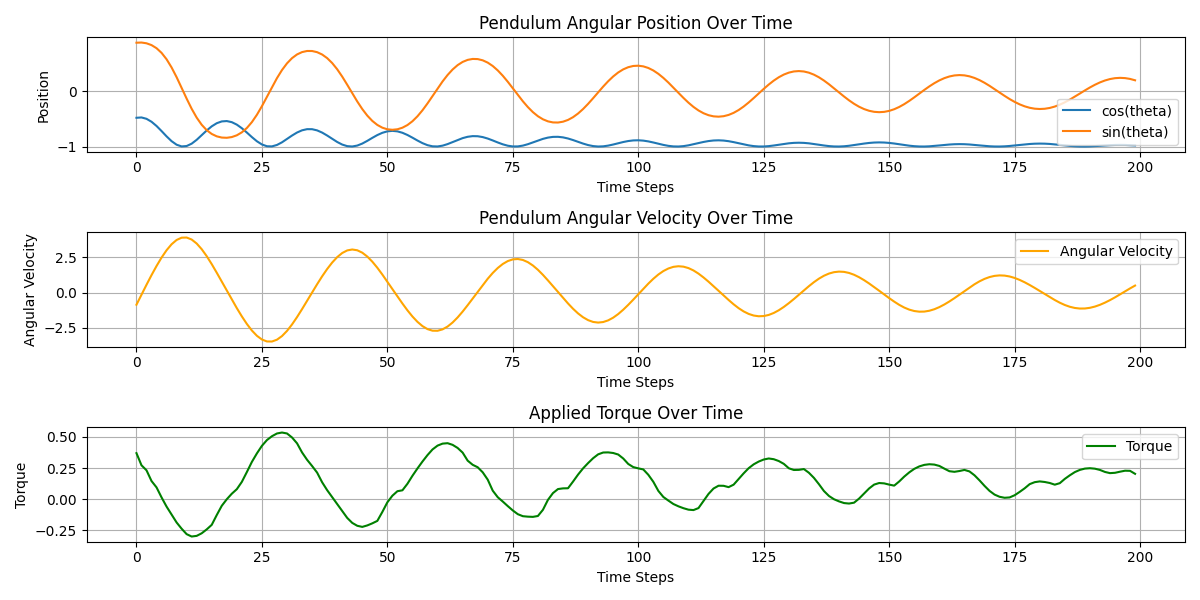 Pendulum Angular Position Over Time
Position
0
−1
cos(theta)
sin(theta)
0 25 50 75 100 125 150 175 200
Time Steps
Pendulum Angular Velocity Over Time
Angular Velocity
2.5
0.0
−2.5
Angular Velocity
0 25 50 75 100 125 150 175 200
Time Steps
Applied Torque Over Time
Torque
0.50
0.25
0.00
−0.25
Torque
0 25 50 75 100 125 150 175 200
Time Steps